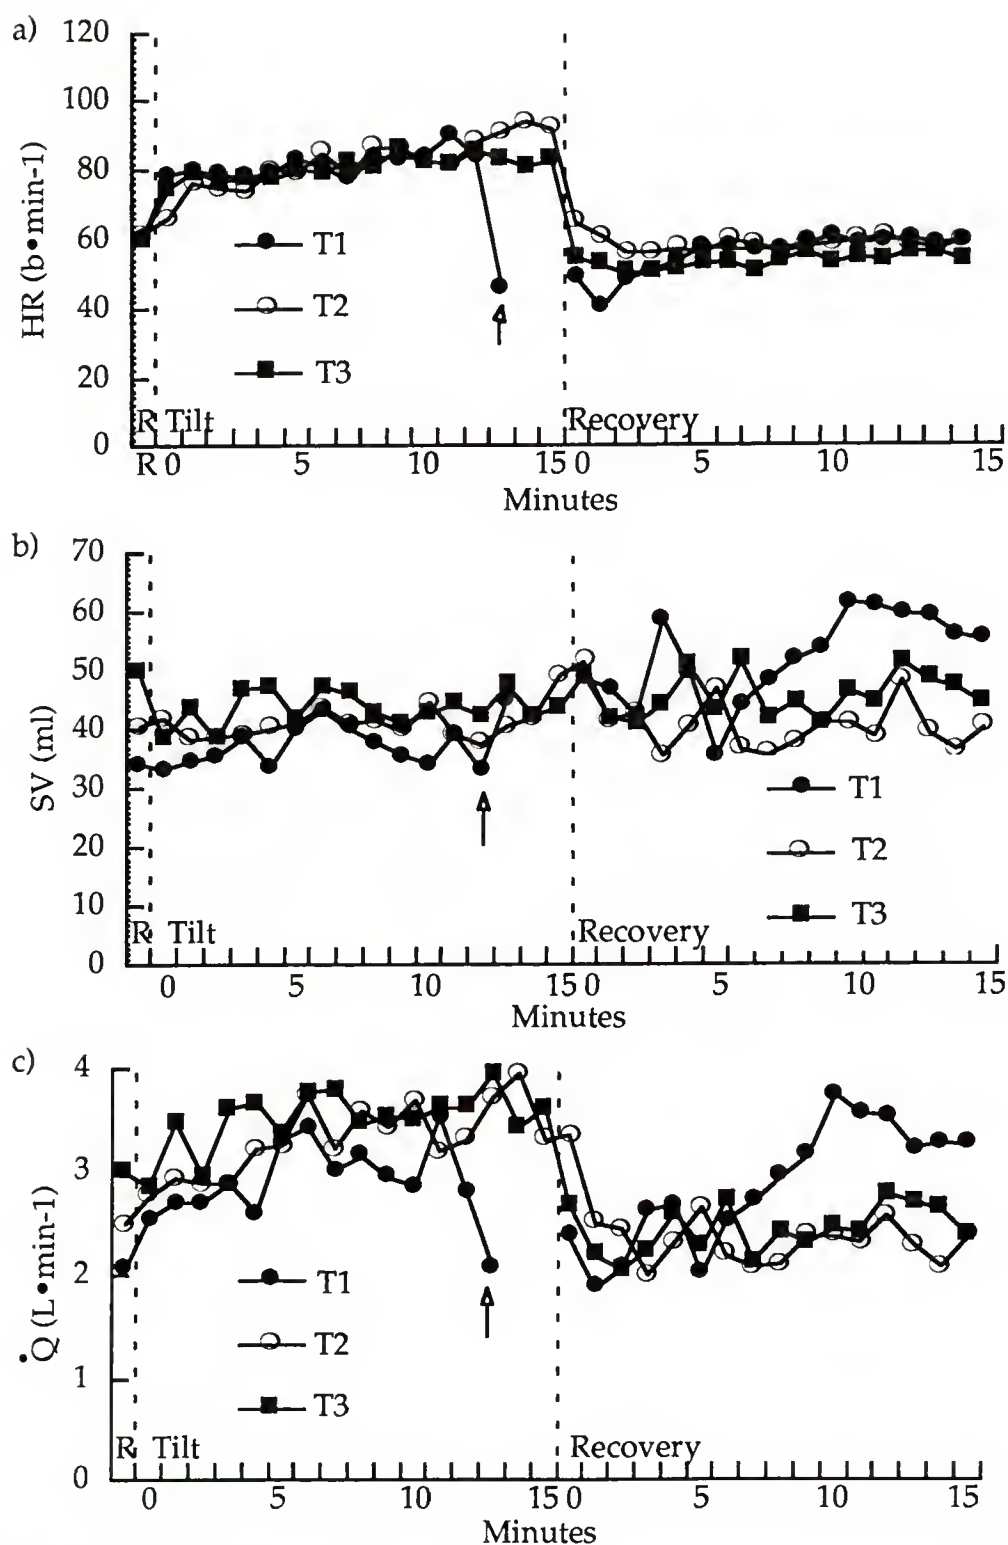 a)
120
100
80
60
40
20
0
HR (b•min-1)
T1
T2
T3
R Tilt
Recovery
R 0 5 10 15 0 5 10 15
Minutes
b)
70
60
50
40
30
20
10
0
SV (ml)
T1
T2
T3
R Tilt
Recovery
0 5 10 15 0 5 10 15
Minutes
c)
4
3
2
1
0
Q̇ (L•min-1)
T1
T2
T3
R Tilt
Recovery
0 5 10 15 0 5 10 15
Minutes